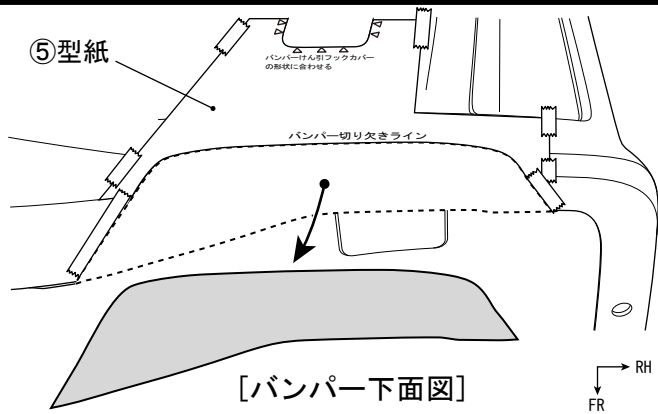 ⑤型紙
バンパーけん引フックカバー
の形状に合わせる
バンパー切り欠きライン
[バンパー下面図]
RH
FR